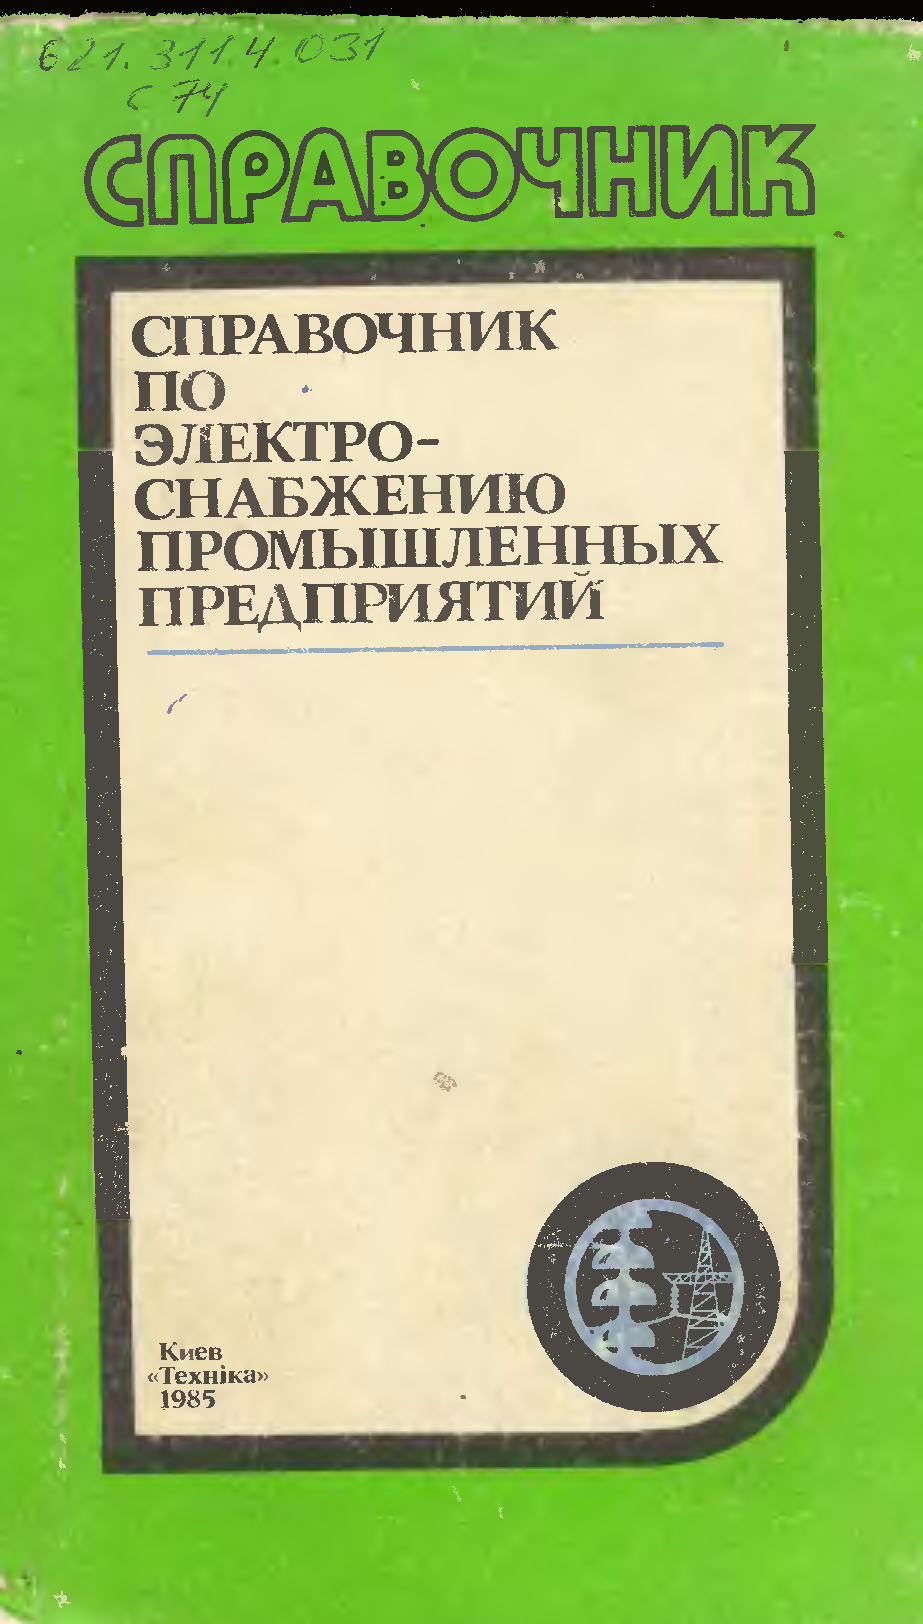 621.311.4.031
С 74
СПРАВОЧНИК
СПРАВОЧНИК
ПО
ЭЛЕКТРО-
СНАБЖЕНИЮ
ПРОМЫШЛЕННЫХ
ПРЕДПРИЯТИЙ
Киев
«Техніка»
1985